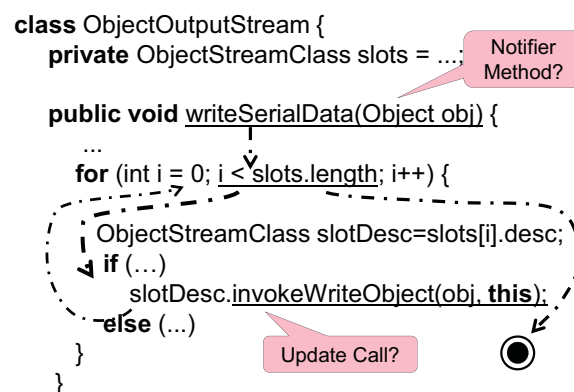 class ObjectOutputStream {
private ObjectStreamClass slots = ...;
Notifier
Method?
public void writeSerialData(Object obj) {
...
for (int i = 0; i < slots.length; i++) {
ObjectStreamClass slotDesc=slots[i].desc;
if (…)
slotDesc.invokeWriteObject(obj, this);
else (...)
}
Update Call?
}